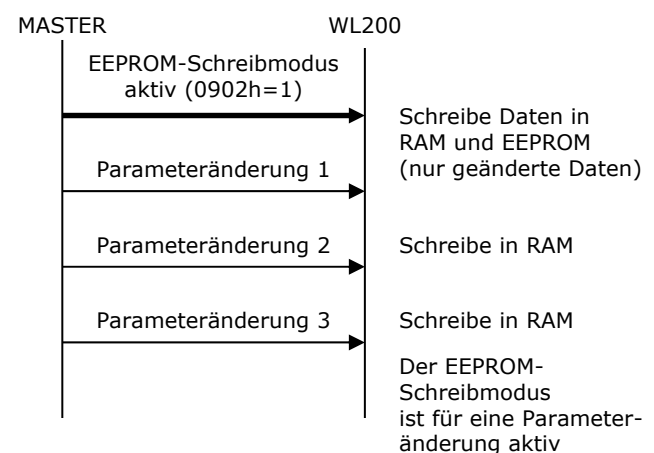 MASTER WL200
EEPROM-Schreibmodus
aktiv (0902h=1)
Schreibe Daten in
RAM und EEPROM
(nur geänderte Daten)
Parameteränderung 1
Parameteränderung 2
Schreibe in RAM
Parameteränderung 3
Schreibe in RAM
Der EEPROM-
Schreibmodus
ist für eine Parameter-
änderung aktiv